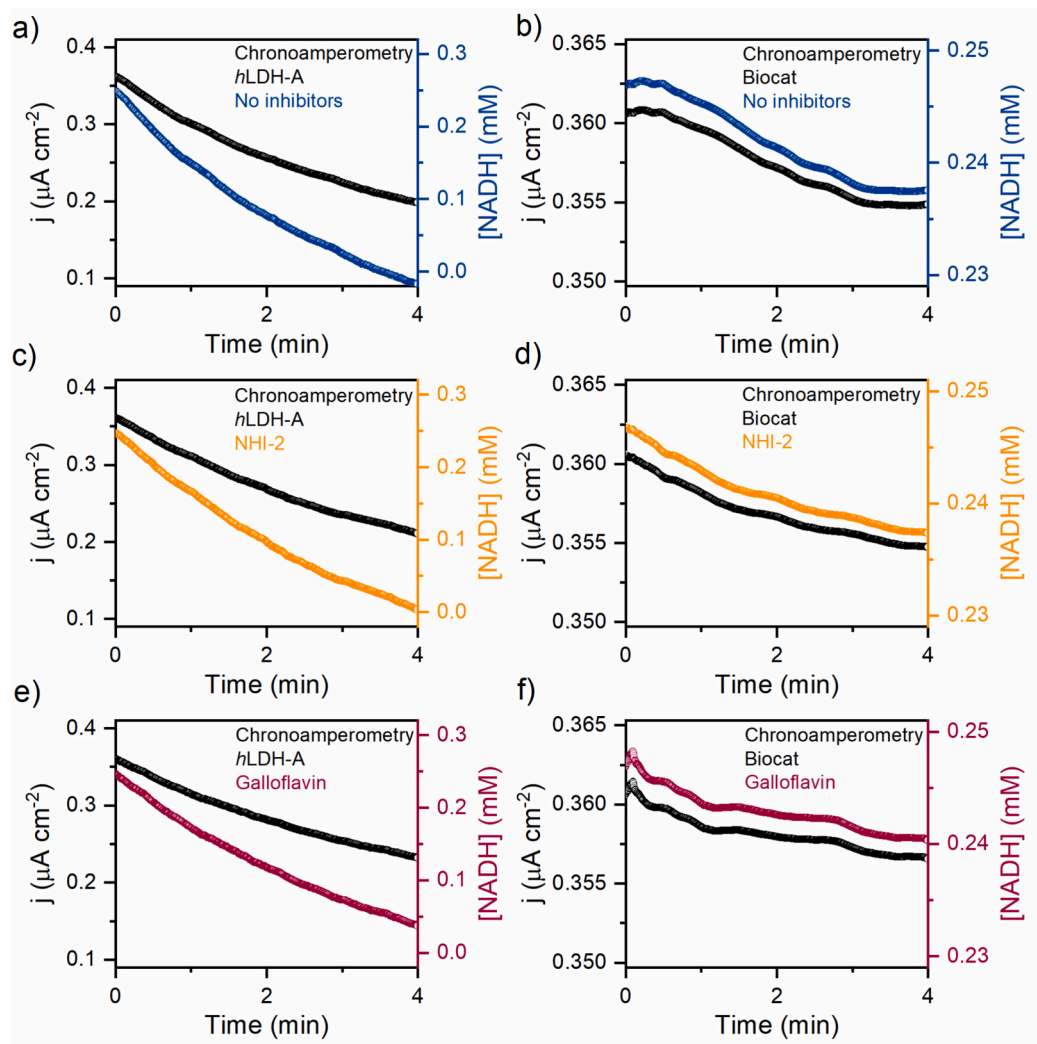 a)
0.4
0.3
0.2
0.1
j (μA cm⁻²)
Chronoamperometry
hLDH-A
No inhibitors
0.3
0.2
0.1
0.0
[NADH] (mM)
0
2
4
Time (min)
b)
0.365
0.360
0.355
0.350
j (μA cm⁻²)
Chronoamperometry
Biocat
No inhibitors
0.25
0.24
0.23
[NADH] (mM)
0
2
4
Time (min)
c)
0.4
0.3
0.2
0.1
j (μA cm⁻²)
Chronoamperometry
hLDH-A
NHI-2
0.3
0.2
0.1
0.0
[NADH] (mM)
0
2
4
Time (min)
d)
0.365
0.360
0.355
0.350
j (μA cm⁻²)
Chronoamperometry
Biocat
NHI-2
0.25
0.24
0.23
[NADH] (mM)
0
2
4
Time (min)
e)
0.4
0.3
0.2
0.1
j (μA cm⁻²)
Chronoamperometry
hLDH-A
Galloflavin
0.3
0.2
0.1
0.0
[NADH] (mM)
0
2
4
Time (min)
f)
0.365
0.360
0.355
0.350
j (μA cm⁻²)
Chronoamperometry
Biocat
Galloflavin
0.25
0.24
0.23
[NADH] (mM)
0
2
4
Time (min)